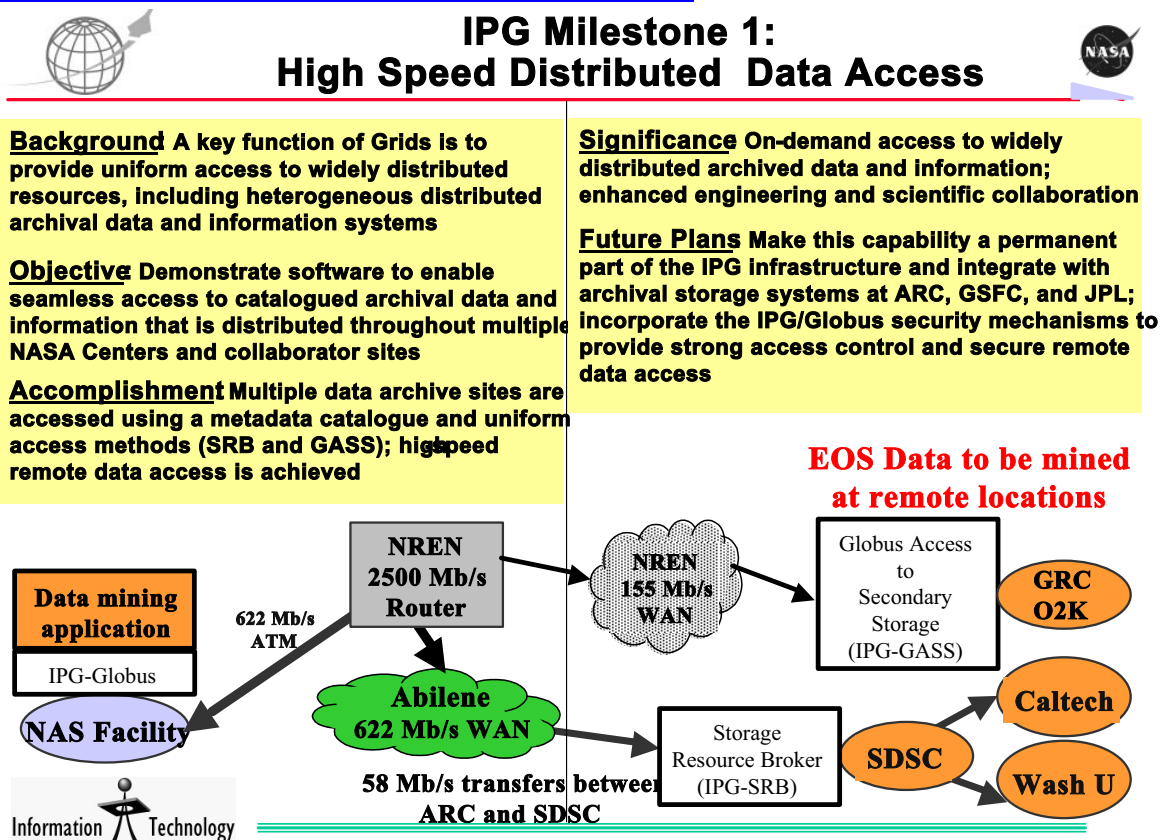 IPG Milestone 1:
High Speed Distributed Data Access
NASA
Background: A key function of Grids is to
provide uniform access to widely distributed
resources, including heterogeneous distributed
archival data and information systems
Objective: Demonstrate software to enable
seamless access to catalogued archival data and
information that is distributed throughout multiple
NASA Centers and collaborator sites
Accomplishment: Multiple data archive sites are
accessed using a metadata catalogue and uniform
access methods (SRB and GASS); high-speed
remote data access is achieved
Significance: On-demand access to widely
distributed archived data and information;
enhanced engineering and scientific collaboration
Future Plans: Make this capability a permanent
part of the IPG infrastructure and integrate with
archival storage systems at ARC, GSFC, and JPL;
incorporate the IPG/Globus security mechanisms to
provide strong access control and secure remote
data access
EOS Data to be mined
at remote locations
NREN
2500 Mb/s
Router
NREN
155 Mb/s
WAN
Globus Access
to
Secondary
Storage
(IPG-GASS)
GRC
O2K
Data mining
application
IPG-Globus
NAS Facility
622 Mb/s
ATM
Abilene
622 Mb/s WAN
Storage
Resource Broker
(IPG-SRB)
SDSC
Caltech
Wash U
58 Mb/s transfers between
ARC and SDSC
Information Technology